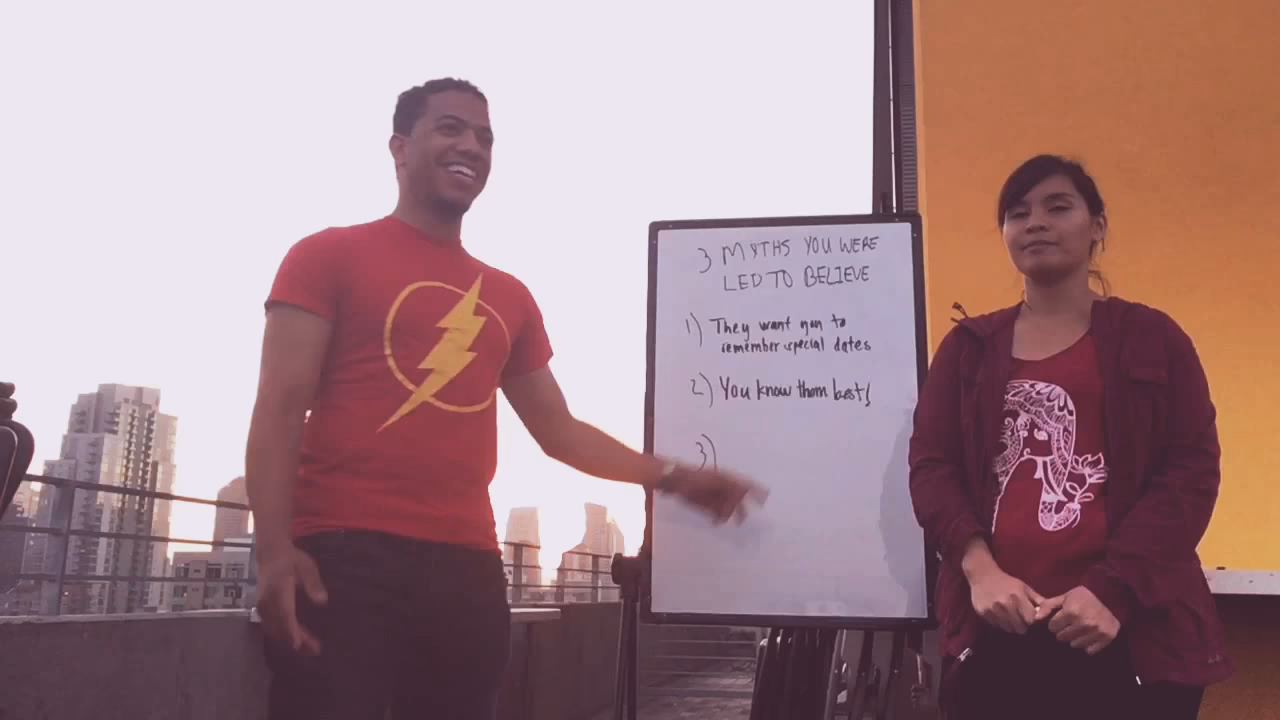 3 MYTHS YOU WERE
LED TO BELIEVE
1) They want you to
remember special dates
2) You know them best!
3)